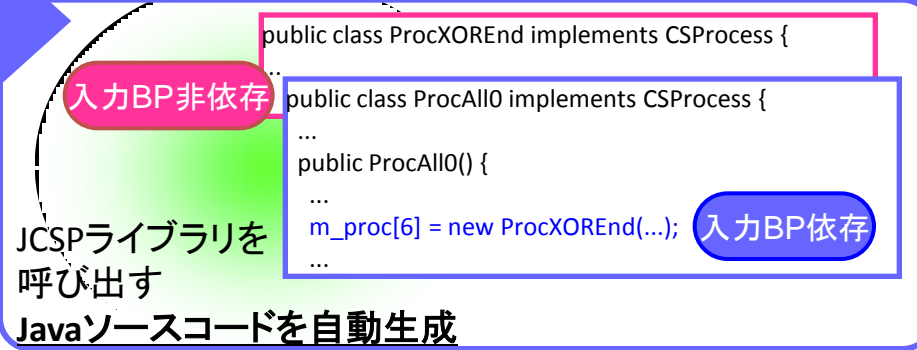 public class ProcXOREnd implements CSProcess {
..
入力BP非依存
public class ProcAll0 implements CSProcess {
...
public ProcAll0() {
...
m_proc[6] = new ProcXOREnd(...);
入力BP依存
...
JCSPライブラリを
呼び出す
Javaソースコードを自動生成